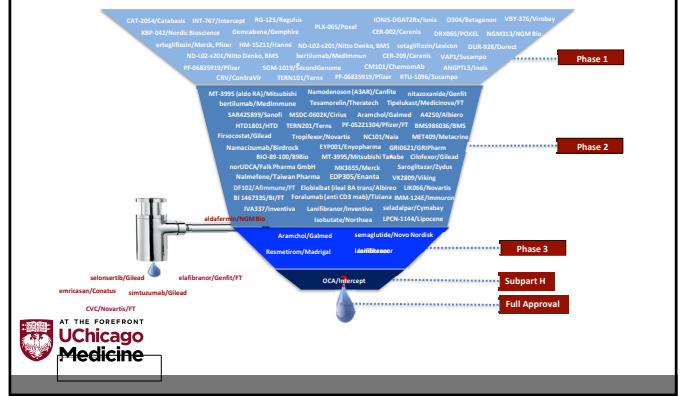 CAT-2054/Catabasis INT-767/Intercept RG-125/Regulus PLX-065/Poxel IONIS-DGAT2Rx/Ionis O304/Betagenon VBY-376/Virobay
KBP-042/Nordic Bioscience Gemcabene/Gemphire CER-002/Cerenis DRX065/POXEL NGM313/NGM Bio
ertugliflozin/Merck, Pfizer HM-15211/Hanmi ND-L02-s201/Nitto Denko, BMS sotagliflozin/Lexicon DUR-928/Durect
ND-L02-s201/Nitto Denko, BMS bertilumab/MedImmun CER-209/Cerenis VAP1/Sucampo
PF-06835919/Pfizer SGM-1019/SecondGenome CM101/ChemomAb ANGPTL3/Inois
CRV/ContraVir TERN101/Terns PF-06835919/Pfizer RTU-1096/Sucampo
Phase 1
MT-3995 (aldo RA)/Mitsubishi Namodenoson (A3AR)/Canfite nitazoxanide/Genfit
bertilumab/MedImmune Tesamorelin/Theratech Tipelukast/Medicinova/FT
SAR425899/Sanofi MSDC-0602K/Cirius Aramchol/Galmed A4250/Albiero
HTD1801/HTD TERN201/Terns PF-05221304/Pfizer/FT BMS986036/BMS
Firsocostat/Gilead Tropifexor/Novartis NC101/Naia MET409/Metacrine
Namacizumab/Birdrock EYP001/Enyopharma GRI0621/GRIPharm
BIO-89-100/89Bio MT-3995/Mitsubishi Tanabe Cilofexor/Gilead
norUDCA/Falk Pharma GmbH MK3655/Merck Saroglitazar/Zydus
Nalmefene/Taiwan Pharma EDP305/Enanta VK2809/Viking
DF102/Afimmune/FT Elobixibat (ileal BA trans/Albireo LIK066/Novartis
BI 1467335/BI/FT Foralumab (anti CD3 mab)/Tiziana IMM-124E/Immuron
IVA337/Inventiva Lanifibranor/Inventiva seladalpar/Cymabay
Isobutate/Northsea LPCN-1144/Lipocene
Phase 2
aldafermin/NGM Bio
Aramchol/Galmed semaglutide/Novo Nordisk
Resmetirom/Madrigal lanifibranor
Phase 3
OCA/Intercept
Subpart H
Full Approval
selonsertib/Gilead elafibranor/Genfit/FT
emricasan/Conatus simtuzumab/Gilead
CVC/Novartis/FT
AT THE FOREFRONT
UChicago
Medicine